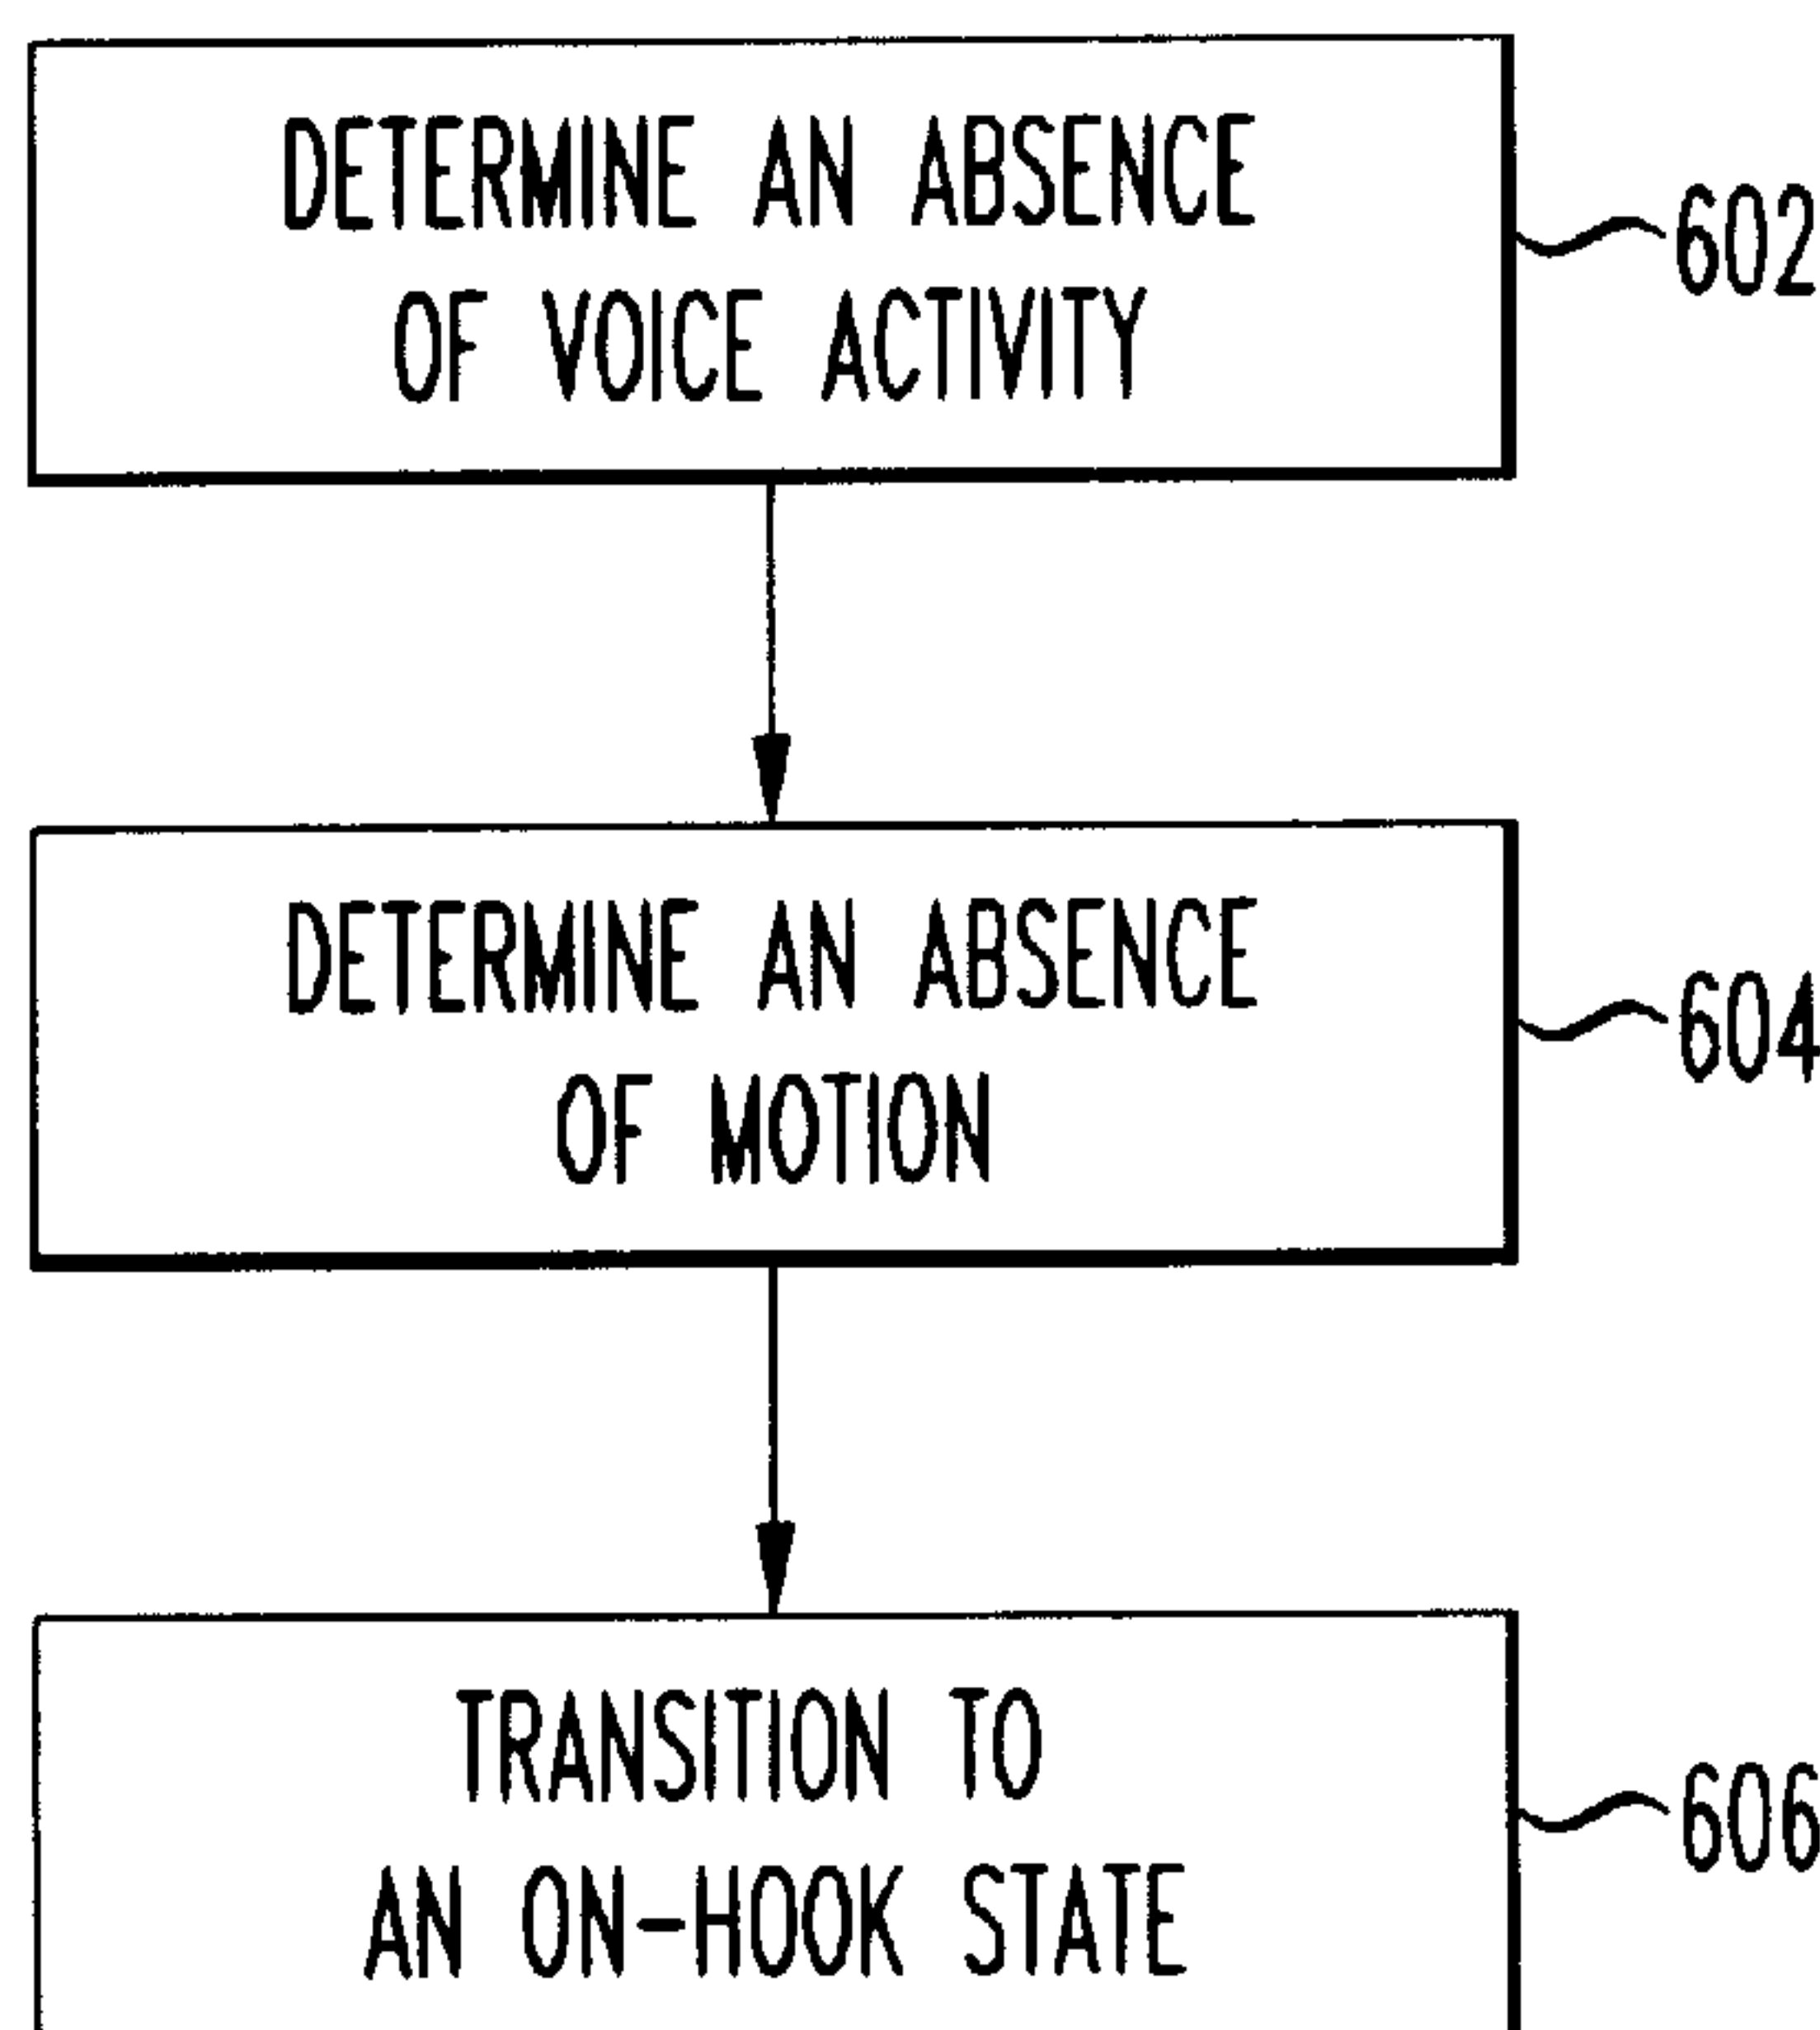 DETERMINE AN ABSENCE
OF VOICE ACTIVITY
602
DETERMINE AN ABSENCE
OF MOTION
604
TRANSITION TO
AN ON-HOOK STATE
606